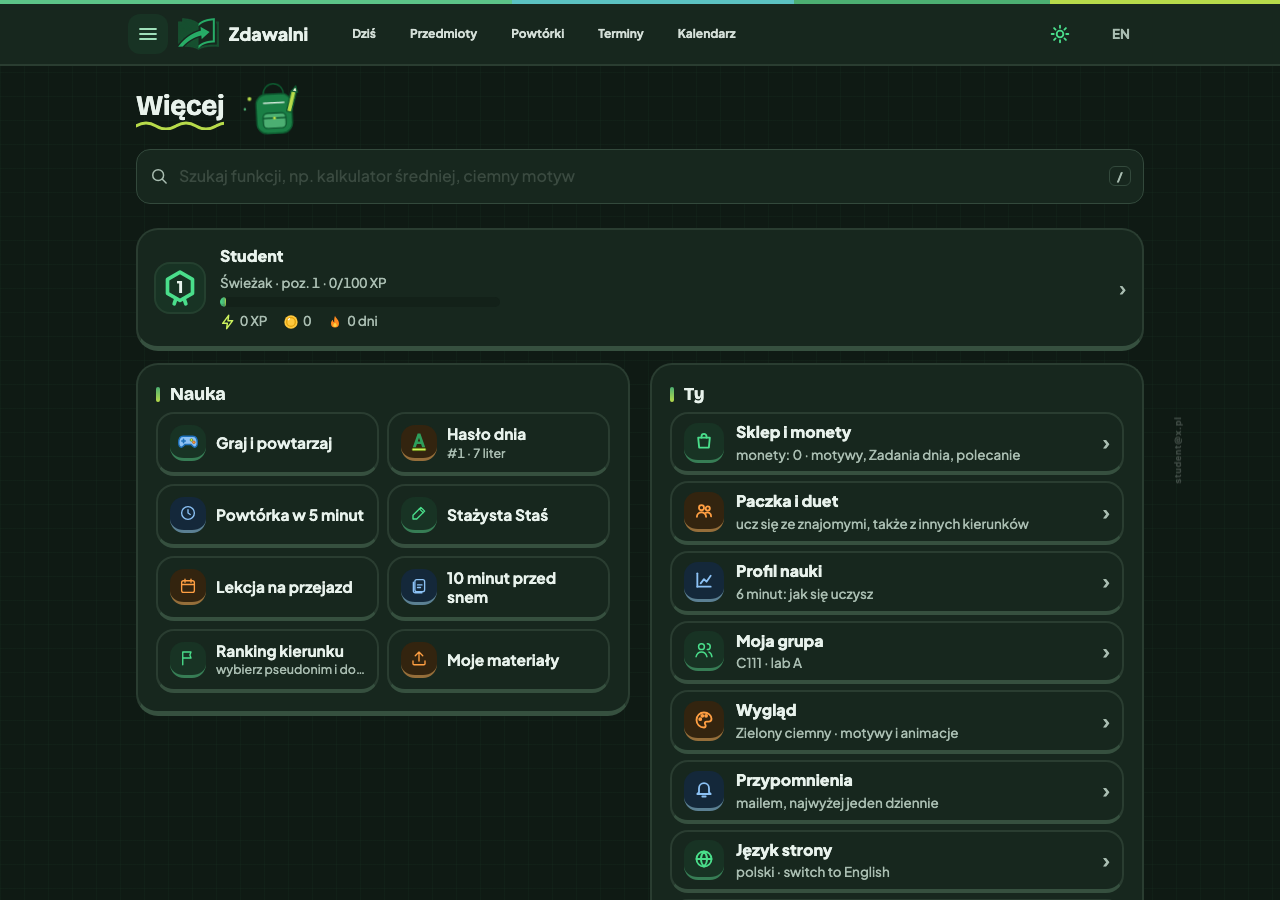 Zdawalni
Dziś
Przedmioty
Powtórki
Terminy
Kalendarz
EN
Więcej
Szukaj funkcji, np. kalkulator średniej, ciemny motyw
/
1
Student
Świeżak · poz. 1 · 0/100 XP
0 XP
0
0 dni
Nauka
Graj i powtarzaj
A
Hasło dnia
#1 · 7 liter
Powtórka w 5 minut
Stażysta Staś
Lekcja na przejazd
10 minut przed
snem
Ranking kierunku
wybierz pseudonim i do…
Moje materiały
Ty
Sklep i monety
monety: 0 · motywy, Zadania dnia, polecanie
Paczka i duet
ucz się ze znajomymi, także z innych kierunków
Profil nauki
6 minut: jak się uczysz
Moja grupa
C111 · lab A
Wygląd
Zielony ciemny · motywy i animacje
Przypomnienia
mailem, najwyżej jeden dziennie
Język strony
polski · switch to English
student@x.pl